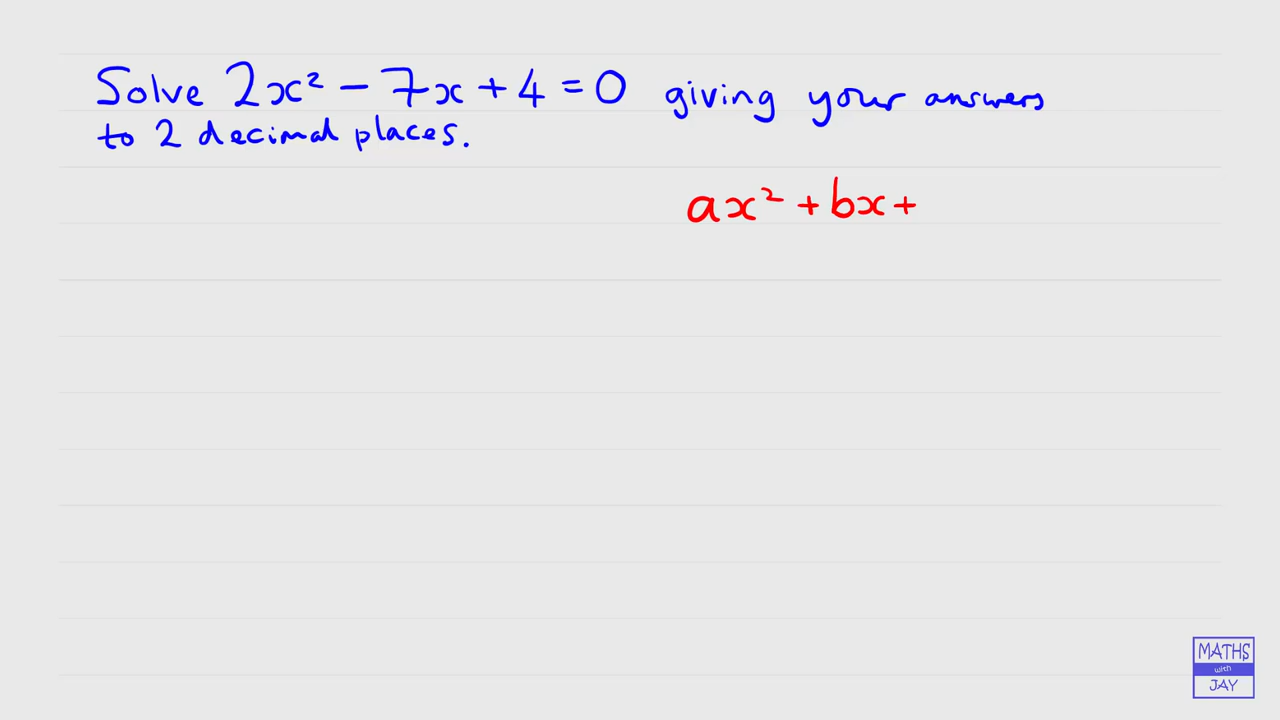 Solve 2x² - 7x + 4 = 0 giving your answers
to 2 decimal places.
ax² + bx +
MATHS
with
JAY